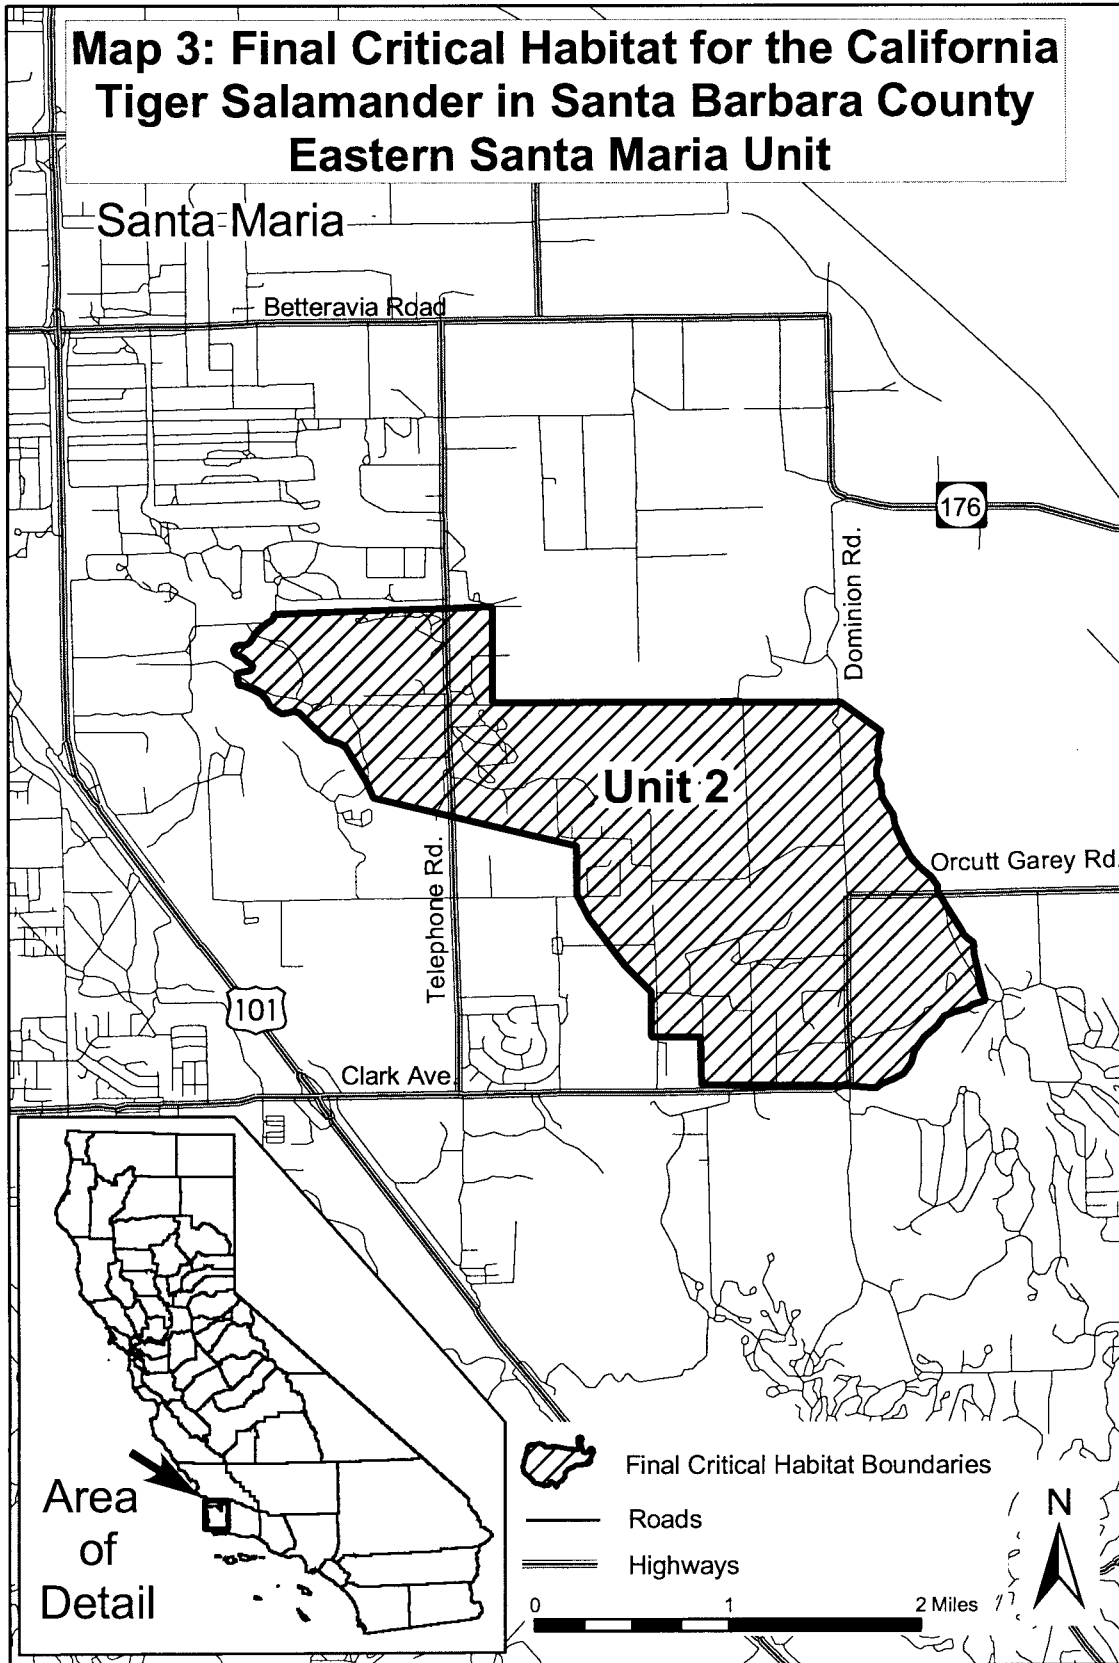 Map 3: Final Critical Habitat for the California
Tiger Salamander in Santa Barbara County
Eastern Santa Maria Unit
Santa Maria
Betteravia Road
176
Dominion Rd.
Unit 2
Orcutt Garey Rd.
Telephone Rd.
101
Clark Ave
Area
of
Detail
Final Critical Habitat Boundaries
Roads
Highways
N
0 1 2 Miles